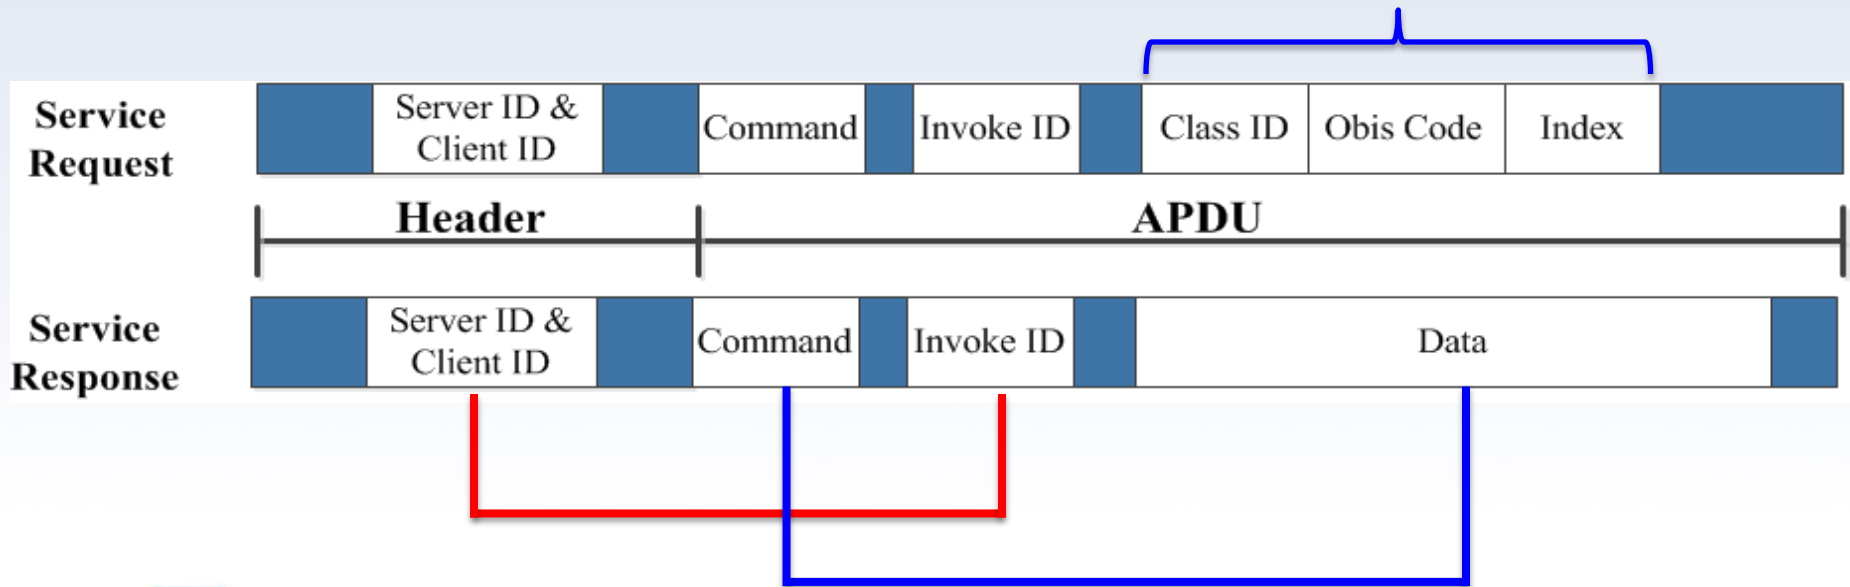 Service
Request
Server ID &
Client ID
Command
Invoke ID
Class ID
Obis Code
Index
Header
APDU
Service
Response
Server ID &
Client ID
Command
Invoke ID
Data